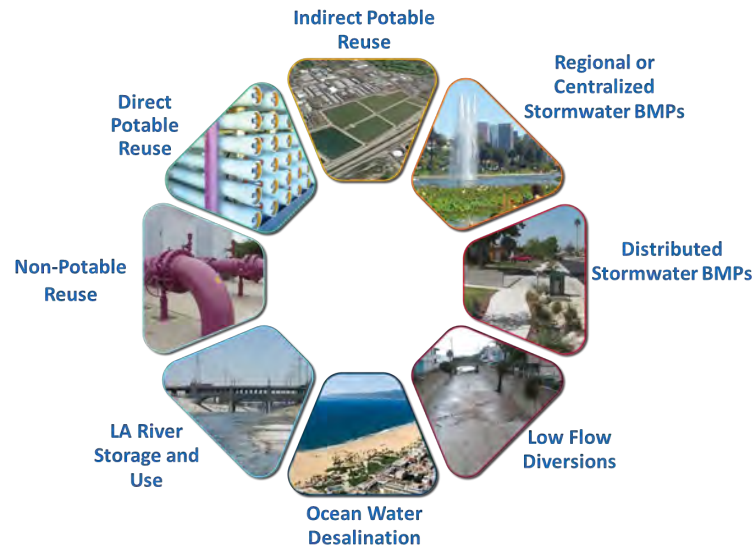 Indirect Potable
Reuse
Regional or
Centralized
Stormwater BMPs
Distributed
Stormwater BMPs
Low Flow
Diversions
Ocean Water
Desalination
LA River
Storage and
Use
Non-Potable
Reuse
Direct
Potable
Reuse